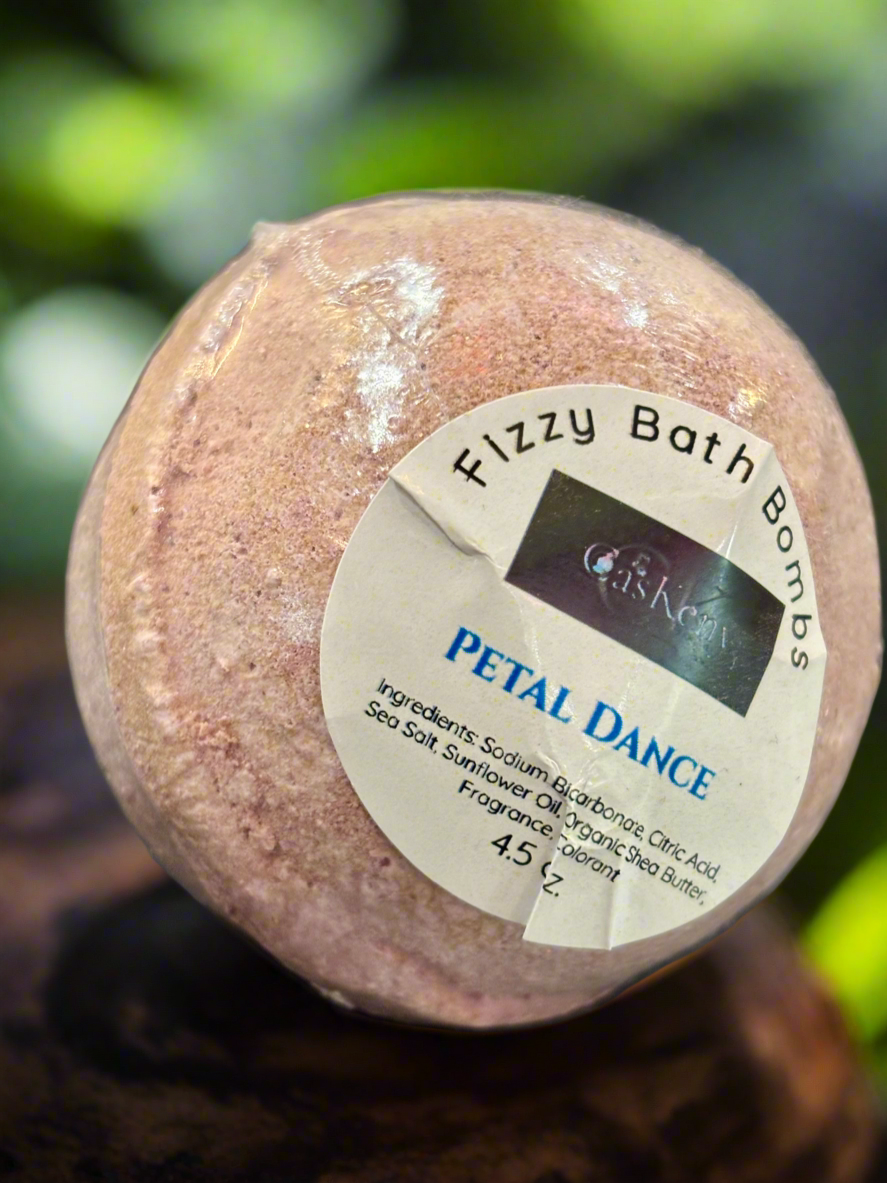 Fizzy Bath Bombs
CasKeny
PETAL DANCE
Ingredients: Sodium Bicarbonate, Citric Acid,
Sea Salt, Sunflower Oil, Organic Shea Butter,
Fragrance, Colorant
4.5 oz.